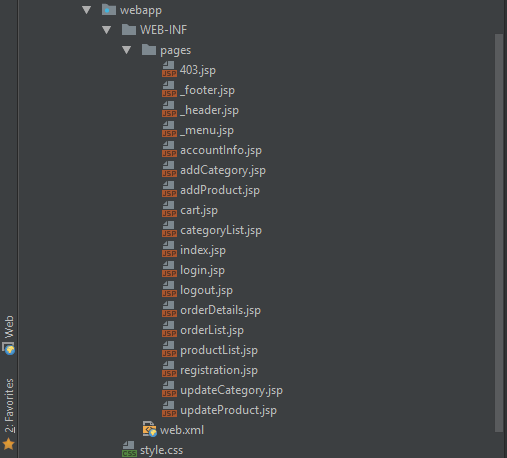 webapp
WEB-INF
pages
403.jsp
_footer.jsp
_header.jsp
_menu.jsp
accountInfo.jsp
addCategory.jsp
addProduct.jsp
cart.jsp
categoryList.jsp
index.jsp
login.jsp
logout.jsp
orderDetails.jsp
orderList.jsp
productList.jsp
registration.jsp
updateCategory.jsp
updateProduct.jsp
web.xml
style.css
Web
2: Favorites